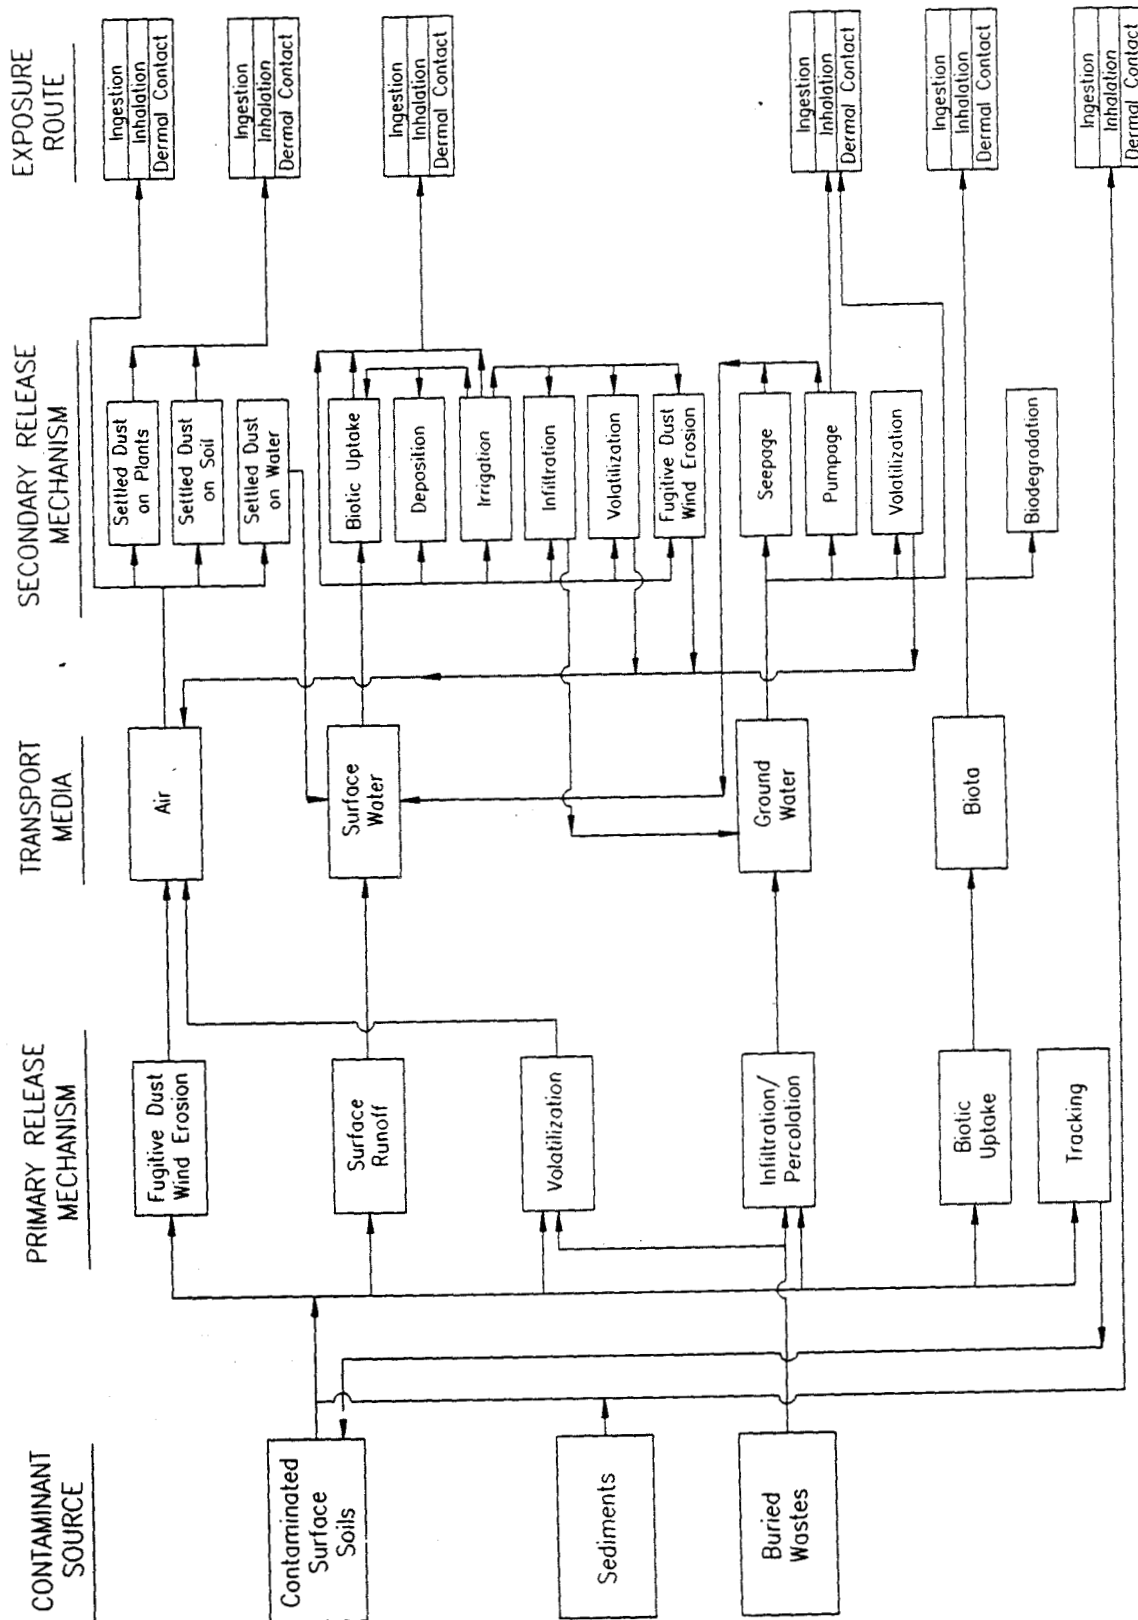 CONTAMINANT
SOURCE
PRIMARY RELEASE
MECHANISM
TRANSPORT
MEDIA
SECONDARY RELEASE
MECHANISM
EXPOSURE
ROUTE
Contaminated
Surface
Soils
Sediments
Buried
Wastes
Fugitive Dust
Wind Erosion
Surface
Runoff
Volatilization
Infiltration/
Percolation
Biotic
Uptake
Tracking
Air
Surface
Water
Ground
Water
Biota
Settled Dust
on Plants
Settled Dust
on Soil
Settled Dust
on Water
Biotic Uptake
Deposition
Irrigation
Infiltration
Volatilization
Fugitive Dust
Wind Erosion
Seepage
Pumpage
Volatilization
Biodegradation
Ingestion
Inhalation
Dermal Contact
Ingestion
Inhalation
Dermal Contact
Ingestion
Inhalation
Dermal Contact
Ingestion
Inhalation
Dermal Contact
Ingestion
Inhalation
Dermal Contact
Ingestion
Inhalation
Dermal Contact